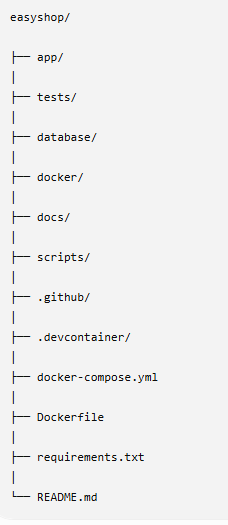 easyshop/
├── app/
│
├── tests/
│
├── database/
│
├── docker/
│
├── docs/
│
├── scripts/
│
├── .github/
│
├── .devcontainer/
│
├── docker-compose.yml
│
├── Dockerfile
│
├── requirements.txt
│
└── README.md